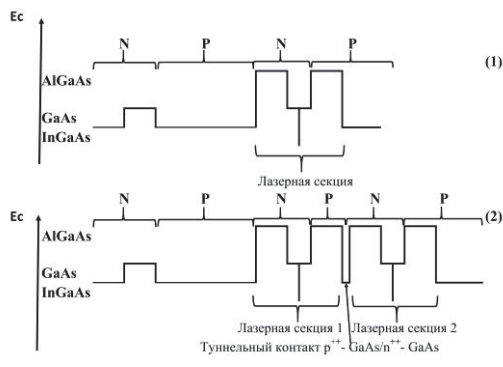 Ec
N P N P
(1)
AlGaAs
GaAs
InGaAs
Лазерная секция
Ec
N P N P N P
(2)
AlGaAs
GaAs
InGaAs
Лазерная секция 1 Лазерная секция 2
Туннельный контакт p++- GaAs/n++- GaAs